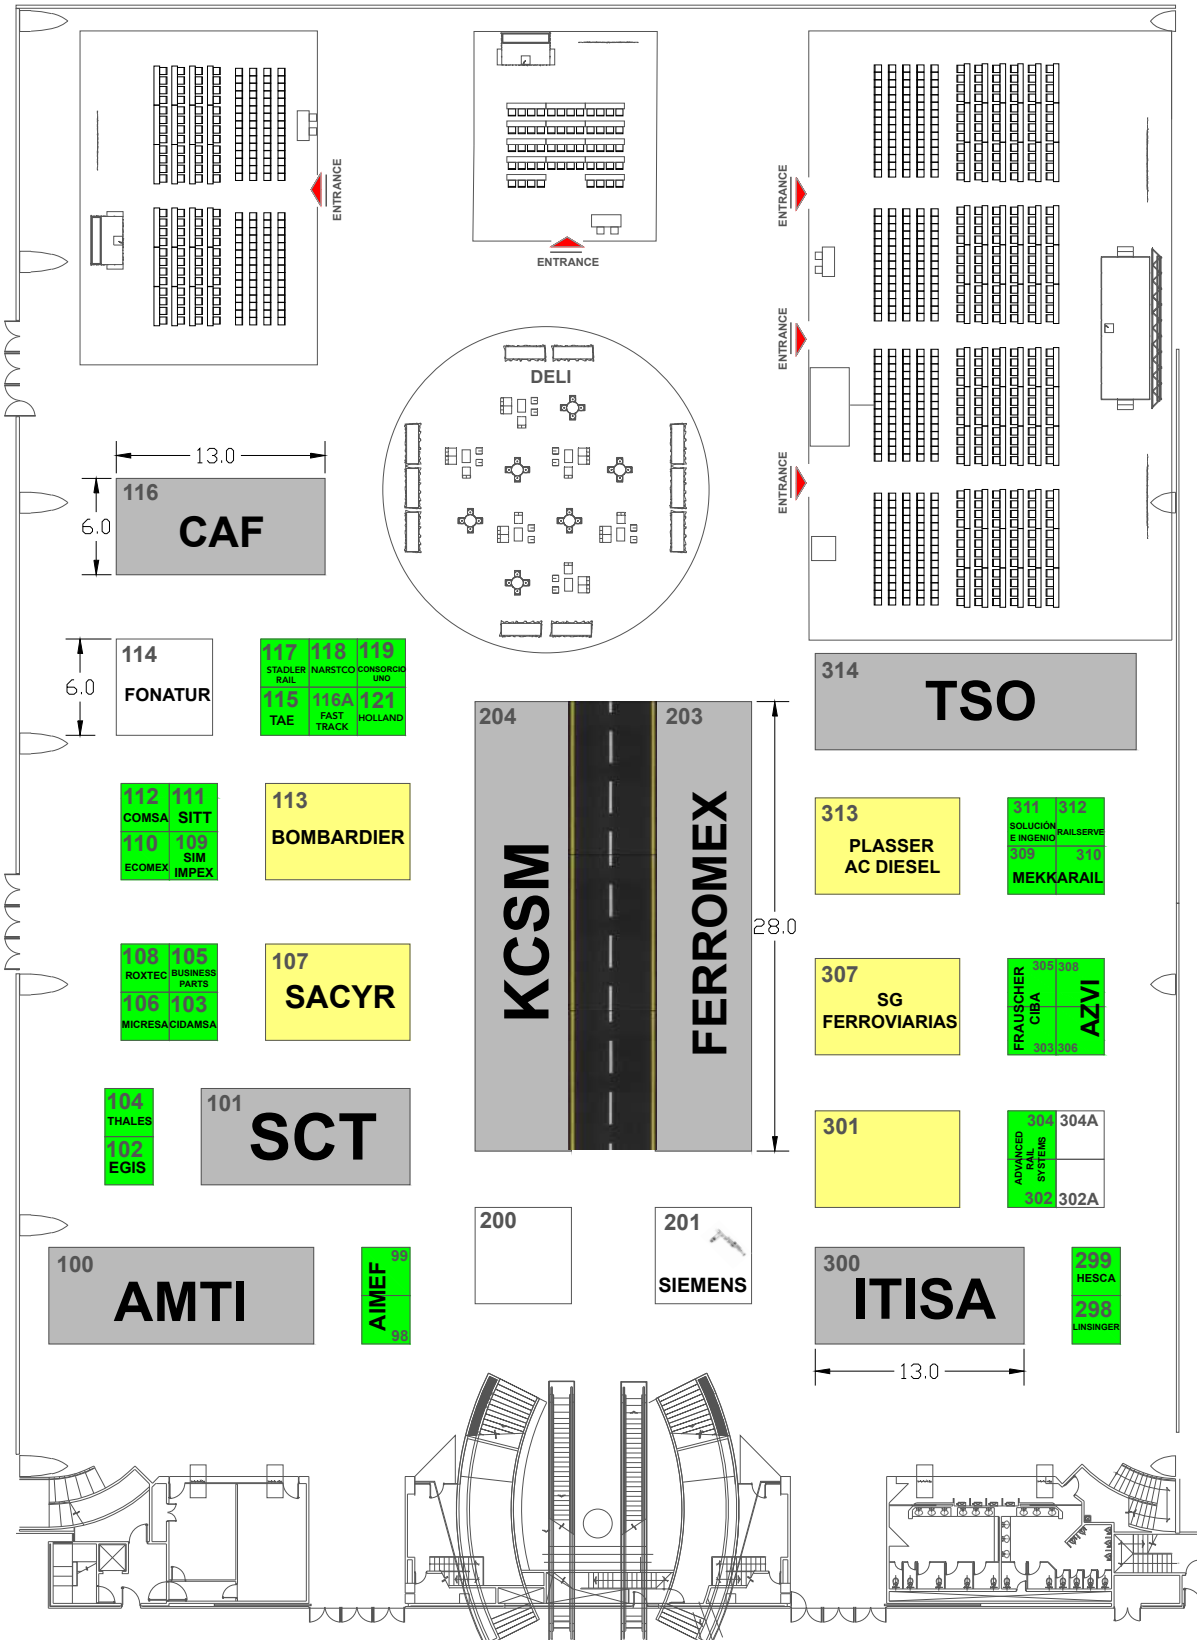 ENTRANCE
ENTRANCE
ENTRANCE
ENTRANCE
ENTRANCE
DELI
13.0
6.0
116
CAF
6.0
114
FONATUR
117
STADLER
RAIL
118
NARSTCO
119
CONSORCIO
UNO
115
TAE
116A
FAST
TRACK
121
HOLLAND
112
COMSA
111
SITT
110
ECOMEX
109
SIM
IMPEX
113
BOMBARDIER
108
ROXTEC
105
BUSINESS
PARTS
106
MICRESA
103
CIDAMSA
107
SACYR
104
THALES
102
EGIS
101
SCT
100
AMTI
99
AIMEF
98
204
KCSM
203
FERROMEX
28.0
200
201
SIEMENS
314
TSO
313
PLASSER
AC DIESEL
311
SOLUCIÓN
E INGENIO
312
RAILSERVE
309
310
MEKKARAIL
307
SG
FERROVIARIAS
305
308
FRAUSCHER
CIBA
AZVI
303
306
301
304
304A
ADVANCED
RAIL
SYSTEMS
302
302A
300
ITISA
13.0
299
HESCA
298
LINSINGER